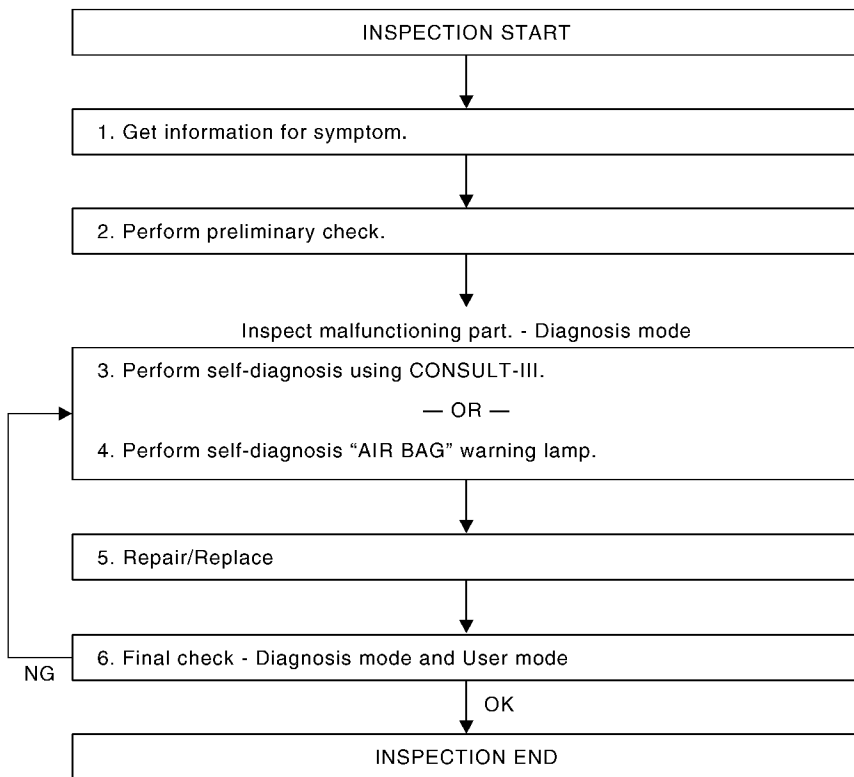 INSPECTION START
1. Get information for symptom.
2. Perform preliminary check.
Inspect malfunctioning part. - Diagnosis mode
3. Perform self-diagnosis using CONSULT-III.
— OR —
4. Perform self-diagnosis “AIR BAG” warning lamp.
5. Repair/Replace
6. Final check - Diagnosis mode and User mode
NG
OK
INSPECTION END